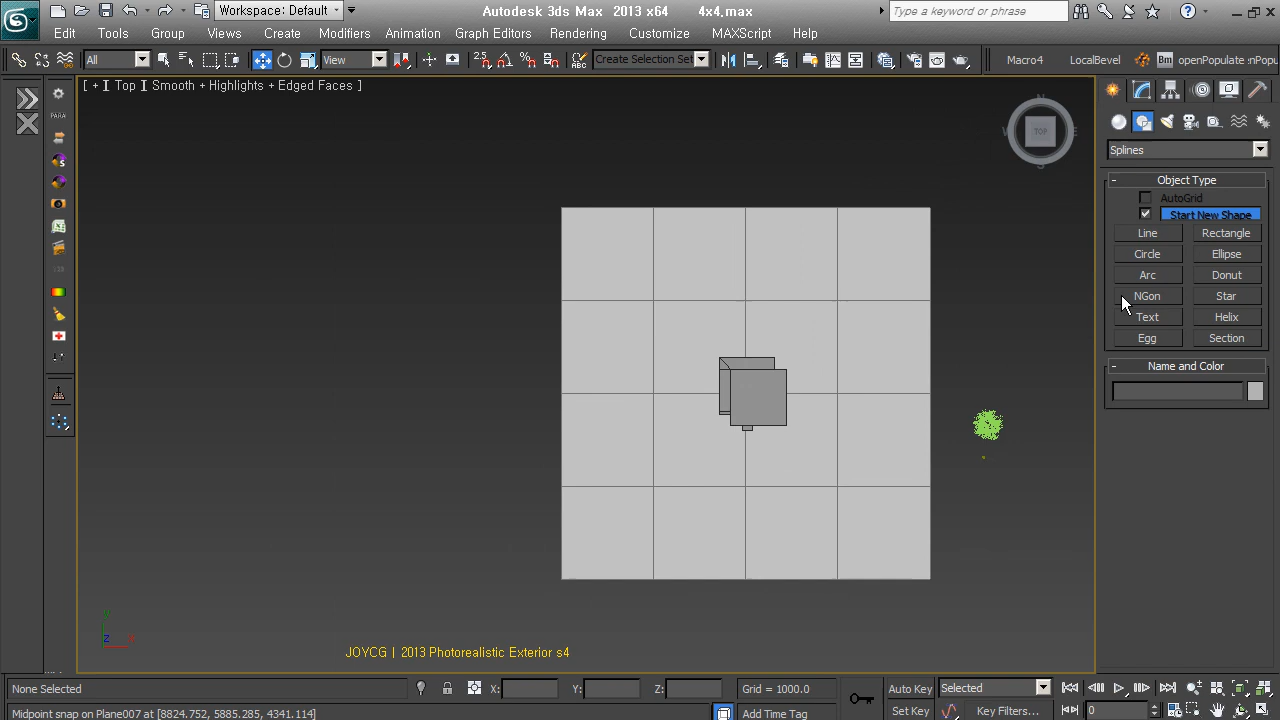 Workspace: Default
Autodesk 3ds Max 2013 x64 4x4.max
Type a keyword or phrase
Edit Tools Group Views Create Modifiers Animation Graph Editors Rendering Customize MAXScript Help
All View Create Selection Set Macro4 LocalBevel Bm openPopulate nPopu
[ + ] Top ] Smooth + Highlights + Edged Faces ]
PARA
TOP
N
E
S
W
Splines
- Object Type
AutoGrid
Start New Shape
Line Rectangle
Circle Ellipse
Arc Donut
NGon Star
Text Helix
Egg Section
- Name and Color
z
JOYCG | 2013 Photorealistic Exterior s4
None Selected X: Y: Z: Grid = 1000.0 Auto Key Selected
Midpoint snap on Plane007 at [8824.752, 5885.285, 4341.114] Add Time Tag Set Key Key Filters... 0